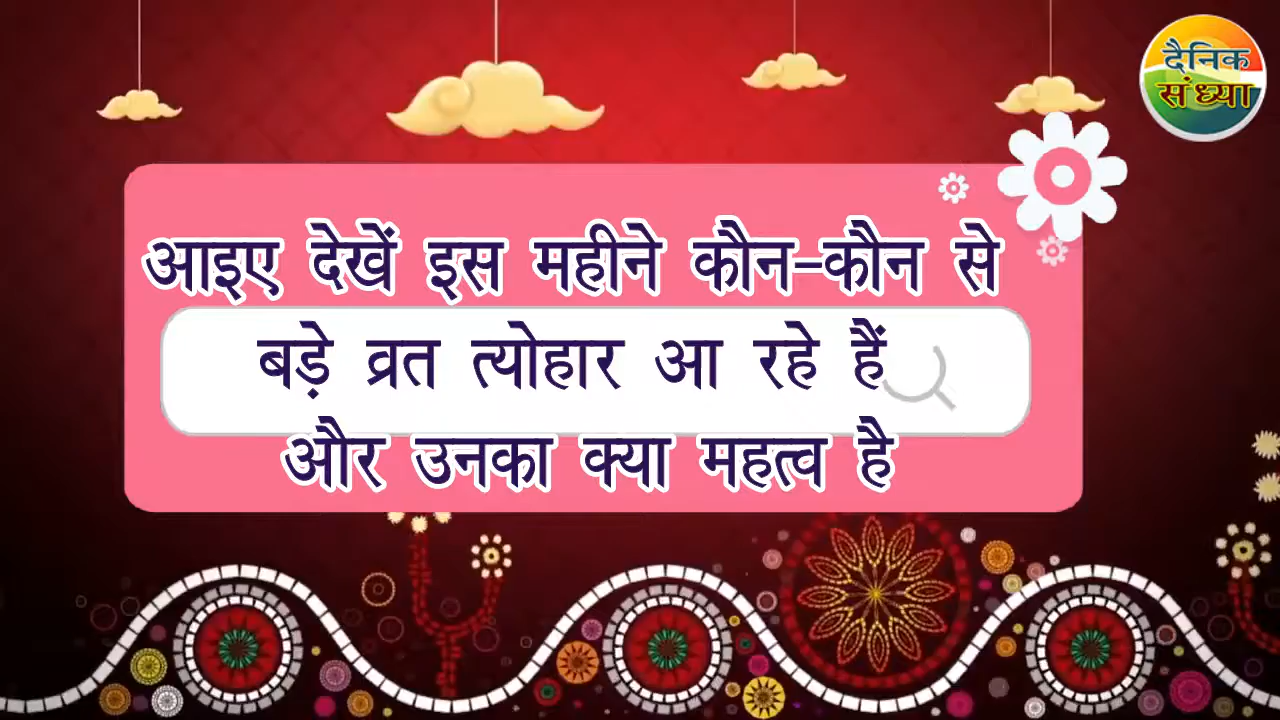 दैनिक
संध्या
आइए देखें इस महीने कौन-कौन से
बड़े व्रत त्योहार आ रहे हैं
और उनका क्या महत्व है